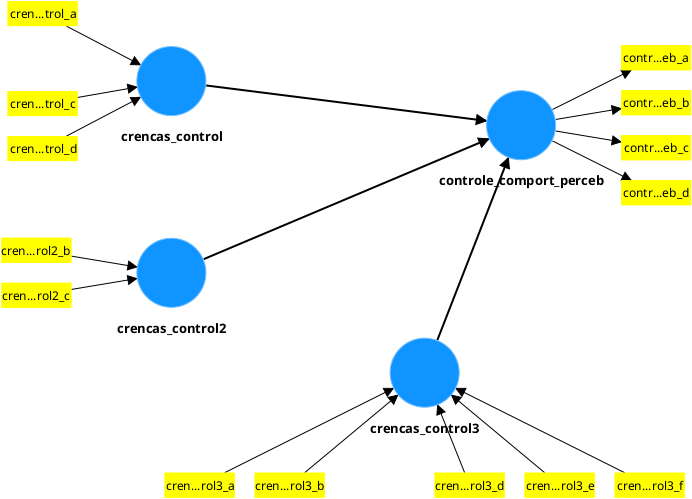 cren...trol_a
cren...trol_c
cren...trol_d
crencas_control
contr...eb_a
contr...eb_b
contr...eb_c
contr...eb_d
controle_comport_perceb
cren...rol2_b
cren...rol2_c
crencas_control2
crencas_control3
cren...rol3_a
cren...rol3_b
cren...rol3_d
cren...rol3_e
cren...rol3_f